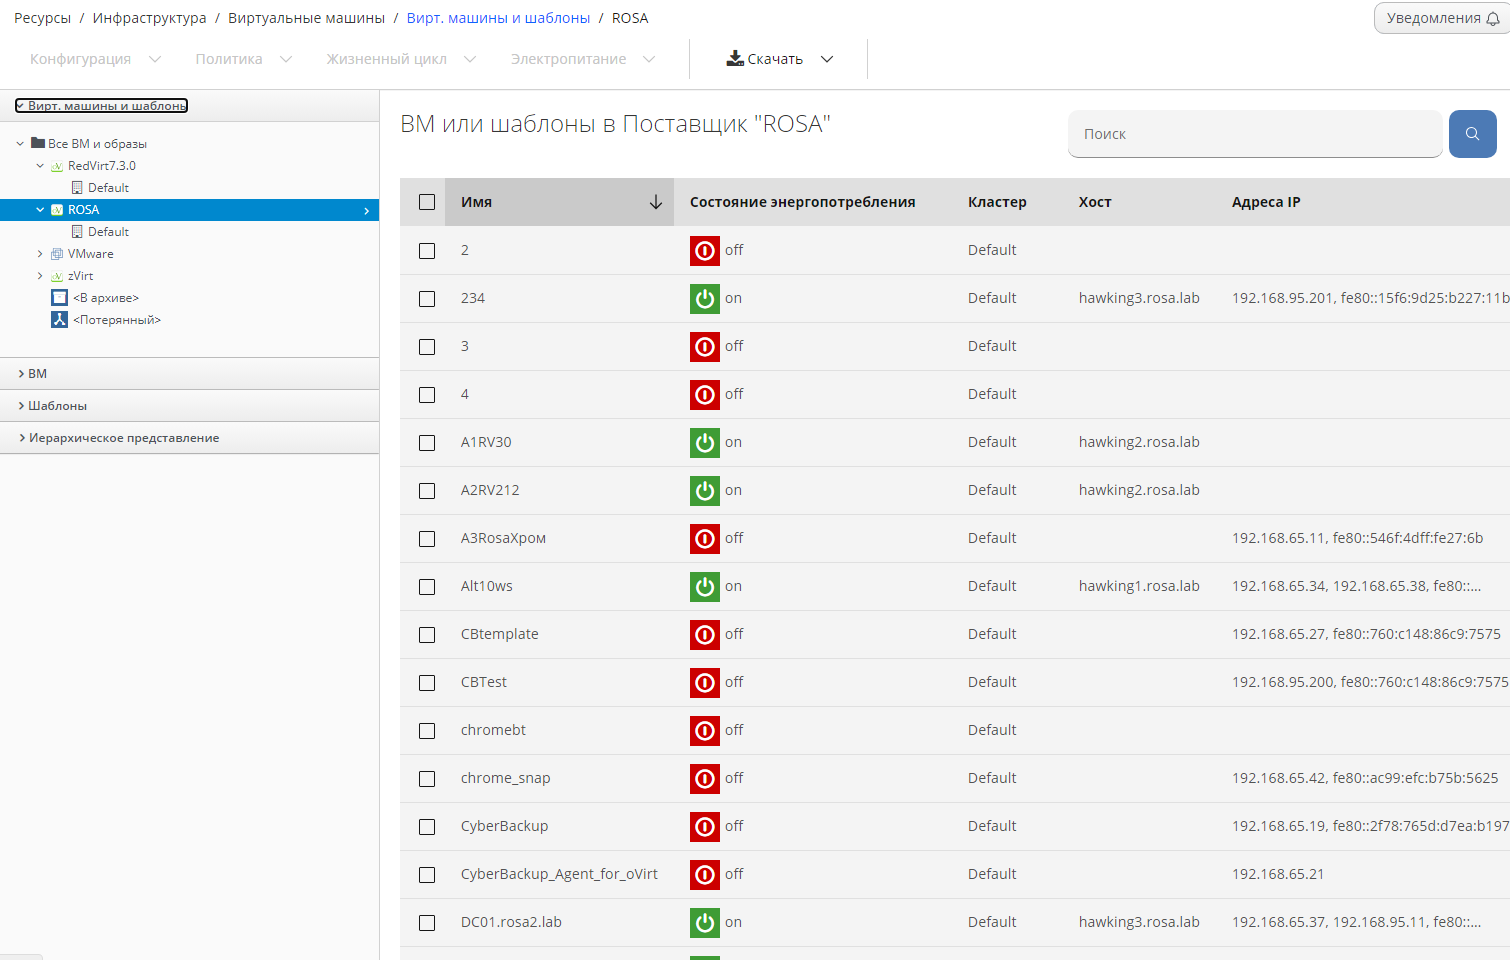 Ресурсы / Инфраструктура / Виртуальные машины / Вирт. машины и шаблоны / ROSA
Уведомления
Конфигурация Политика Жизненный цикл Электропитание Скачать
Вирт. машины и шаблоны
Все ВМ и образы
RedVirt7.3.0
Default
ROSA
Default
VMware
zVirt
<В архиве>
<Потерянный>
ВМ
Шаблоны
Иерархическое представление
ВМ или шаблоны в Поставщик "ROSA"
Поиск
Имя Состояние энергопотребления Кластер Хост Адреса IP
2 off Default
234 on Default hawking3.rosa.lab 192.168.95.201, fe80::15f6:9d25:b227:11b
3 off Default
4 off Default
A1RV30 on Default hawking2.rosa.lab
A2RV212 on Default hawking2.rosa.lab
A3RosaХром off Default 192.168.65.11, fe80::546f:4dff:fe27:6b
Alt10ws on Default hawking1.rosa.lab 192.168.65.34, 192.168.65.38, fe80::...
CBtemplate off Default 192.168.65.27, fe80::760:c148:86c9:7575
CBTest off Default 192.168.95.200, fe80::760:c148:86c9:7575
chromebt off Default
chrome_snap off Default 192.168.65.42, fe80::ac99:efc:b75b:5625
CyberBackup off Default 192.168.65.19, fe80::2f78:765d:d7ea:b197
CyberBackup_Agent_for_oVirt off Default 192.168.65.21
DC01.rosa2.lab on Default hawking3.rosa.lab 192.168.65.37, 192.168.95.11, fe80::...